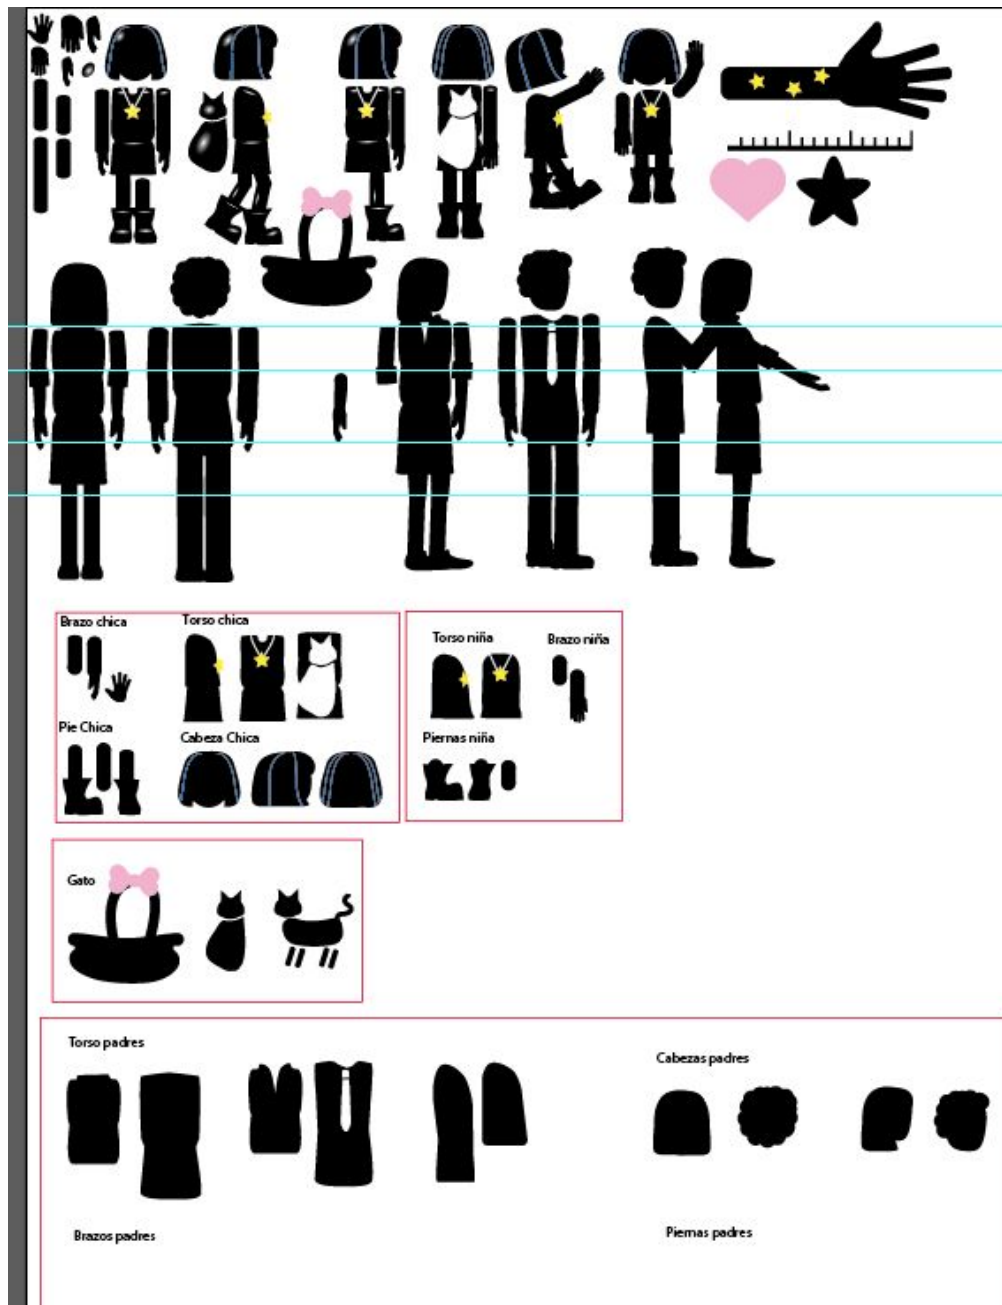 Brazo chica
Torso chica
Pie Chica
Cabeza Chica
Torso niña
Brazo niña
Piernas niña
Gato
Torso padres
Cabezas padres
Brazos padres
Piernas padres